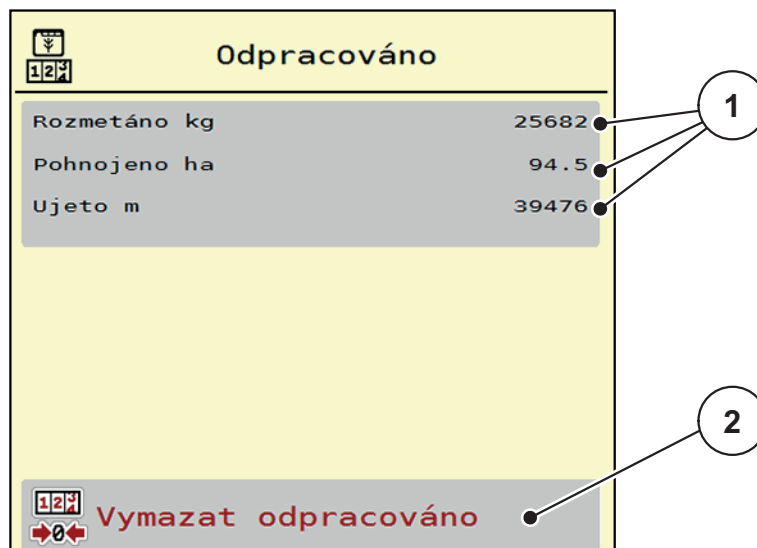 Odpracováno
Rozmetáno kg 25682
Pohnojeno ha 94.5
Ujeto m 39476
Vymazat odpracováno
1
2